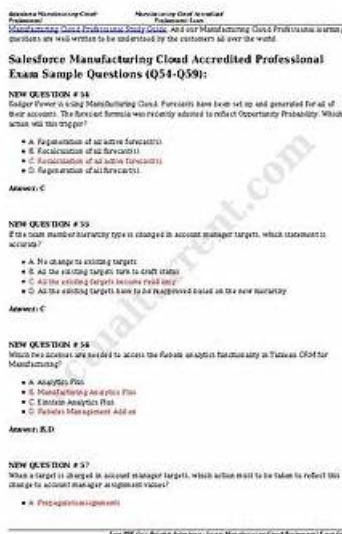 Salesforce Manufacturing Cloud Accredited Professional
Exam Sample Questions (Q54-Q59):
NEW QUESTION # 54
Badger Power is using Manufacturing Cloud. Forecasts have been set up and generated for all of
their accounts. The forecast formula was recently adjusted to reflect Opportunity Probability. Which
action will this trigger?
A. Regeneration of all active forecast(s).
B. Recalculation of all forecast(s).
C. Recalculation of all active forecast(s).
D. Regeneration of all forecast(s).
Answer: C
NEW QUESTION # 55
If the team member hierarchy type is changed in account manager targets, which statement is
accurate?
A. No change to existing targets
B. All the existing targets turn to draft status
C. All the existing targets become read only
D. All the existing targets have to be reapproved based on the new hierarchy
Answer: C
NEW QUESTION # 56
Which two licenses are needed to access the Rebate analytics functionality in Tableau CRM for
Manufacturing?
A. Analytics Plus
B. Manufacturing Analytics Plus
C. Einstein Analytics Plus
D. Rebates Management Add on
Answer: B,D
NEW QUESTION # 57
When a target is changed in account manager targets, which action must to be taken to reflect this
change to account manager assignment values?
A. Propagate assignments